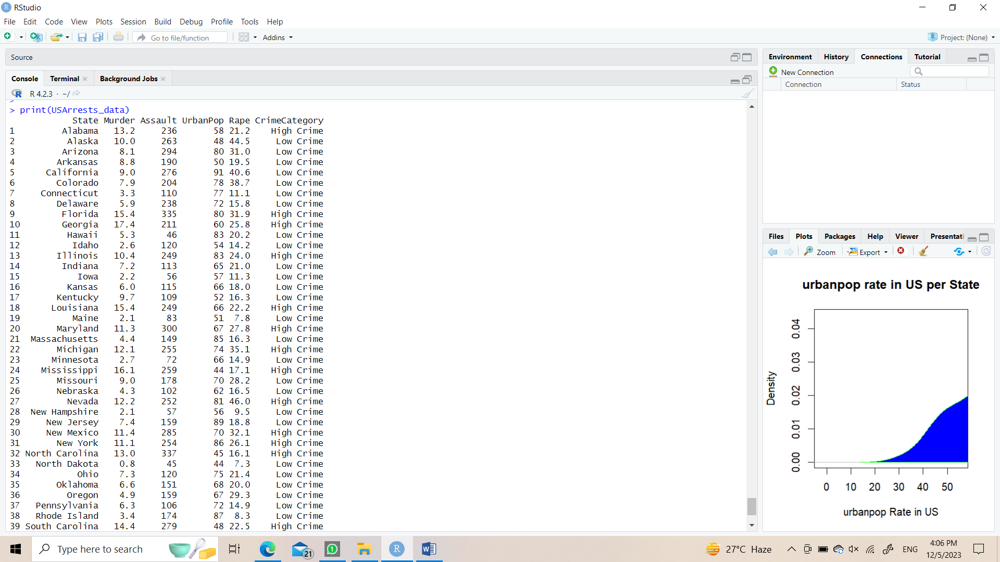 RStudio
File Edit Code View Plots Session Build Debug Profile Tools Help
Go to file/function Addins Project: (None)
Source
Console Terminal Background Jobs
R 4.2.3 · ~/
> print(USArrests_data)
State Murder Assault UrbanPop Rape CrimeCategory
1 Alabama 13.2 236 58 21.2 High Crime
2 Alaska 10.0 263 48 44.5 Low Crime
3 Arizona 8.1 294 80 31.0 Low Crime
4 Arkansas 8.8 190 50 19.5 Low Crime
5 California 9.0 276 91 40.6 Low Crime
6 Colorado 7.9 204 78 38.7 Low Crime
7 Connecticut 3.3 110 77 11.1 Low Crime
8 Delaware 5.9 238 72 15.8 Low Crime
9 Florida 15.4 335 80 31.9 High Crime
10 Georgia 17.4 211 60 25.8 High Crime
11 Hawaii 5.3 46 83 20.2 Low Crime
12 Idaho 2.6 120 54 14.2 Low Crime
13 Illinois 10.4 249 83 24.0 High Crime
14 Indiana 7.2 113 65 21.0 Low Crime
15 Iowa 2.2 56 57 11.3 Low Crime
16 Kansas 6.0 115 66 18.0 Low Crime
17 Kentucky 9.7 109 52 16.3 Low Crime
18 Louisiana 15.4 249 66 22.2 High Crime
19 Maine 2.1 83 51 7.8 Low Crime
20 Maryland 11.3 300 67 27.8 High Crime
21 Massachusetts 4.4 149 85 16.3 Low Crime
22 Michigan 12.1 255 74 35.1 High Crime
23 Minnesota 2.7 72 66 14.9 Low Crime
24 Mississippi 16.1 259 44 17.1 High Crime
25 Missouri 9.0 178 70 28.2 Low Crime
26 Nebraska 4.3 102 62 16.5 Low Crime
27 Nevada 12.2 252 81 46.0 High Crime
28 New Hampshire 2.1 57 56 9.5 Low Crime
29 New Jersey 7.4 159 89 18.8 Low Crime
30 New Mexico 11.4 285 70 32.1 High Crime
31 New York 11.1 254 86 26.1 High Crime
32 North Carolina 13.0 337 45 16.1 High Crime
33 North Dakota 0.8 45 44 7.3 Low Crime
34 Ohio 7.3 120 75 21.4 Low Crime
35 Oklahoma 6.6 151 68 20.0 Low Crime
36 Oregon 4.9 159 67 29.3 Low Crime
37 Pennsylvania 6.3 106 72 14.9 Low Crime
38 Rhode Island 3.4 174 87 8.3 Low Crime
39 South Carolina 14.4 279 48 22.5 High Crime
Environment History Connections Tutorial
New Connection
Connection Status
Files Plots Packages Help Viewer Presentati
Zoom Export
urbanpop rate in US per State
Density
0.04
0.03
0.02
0.01
0.00
0 10 20 30 40 50
urbanpop Rate in US
Type here to search
21
1
R
27°C Haze
ENG
4:06 PM
12/5/2023